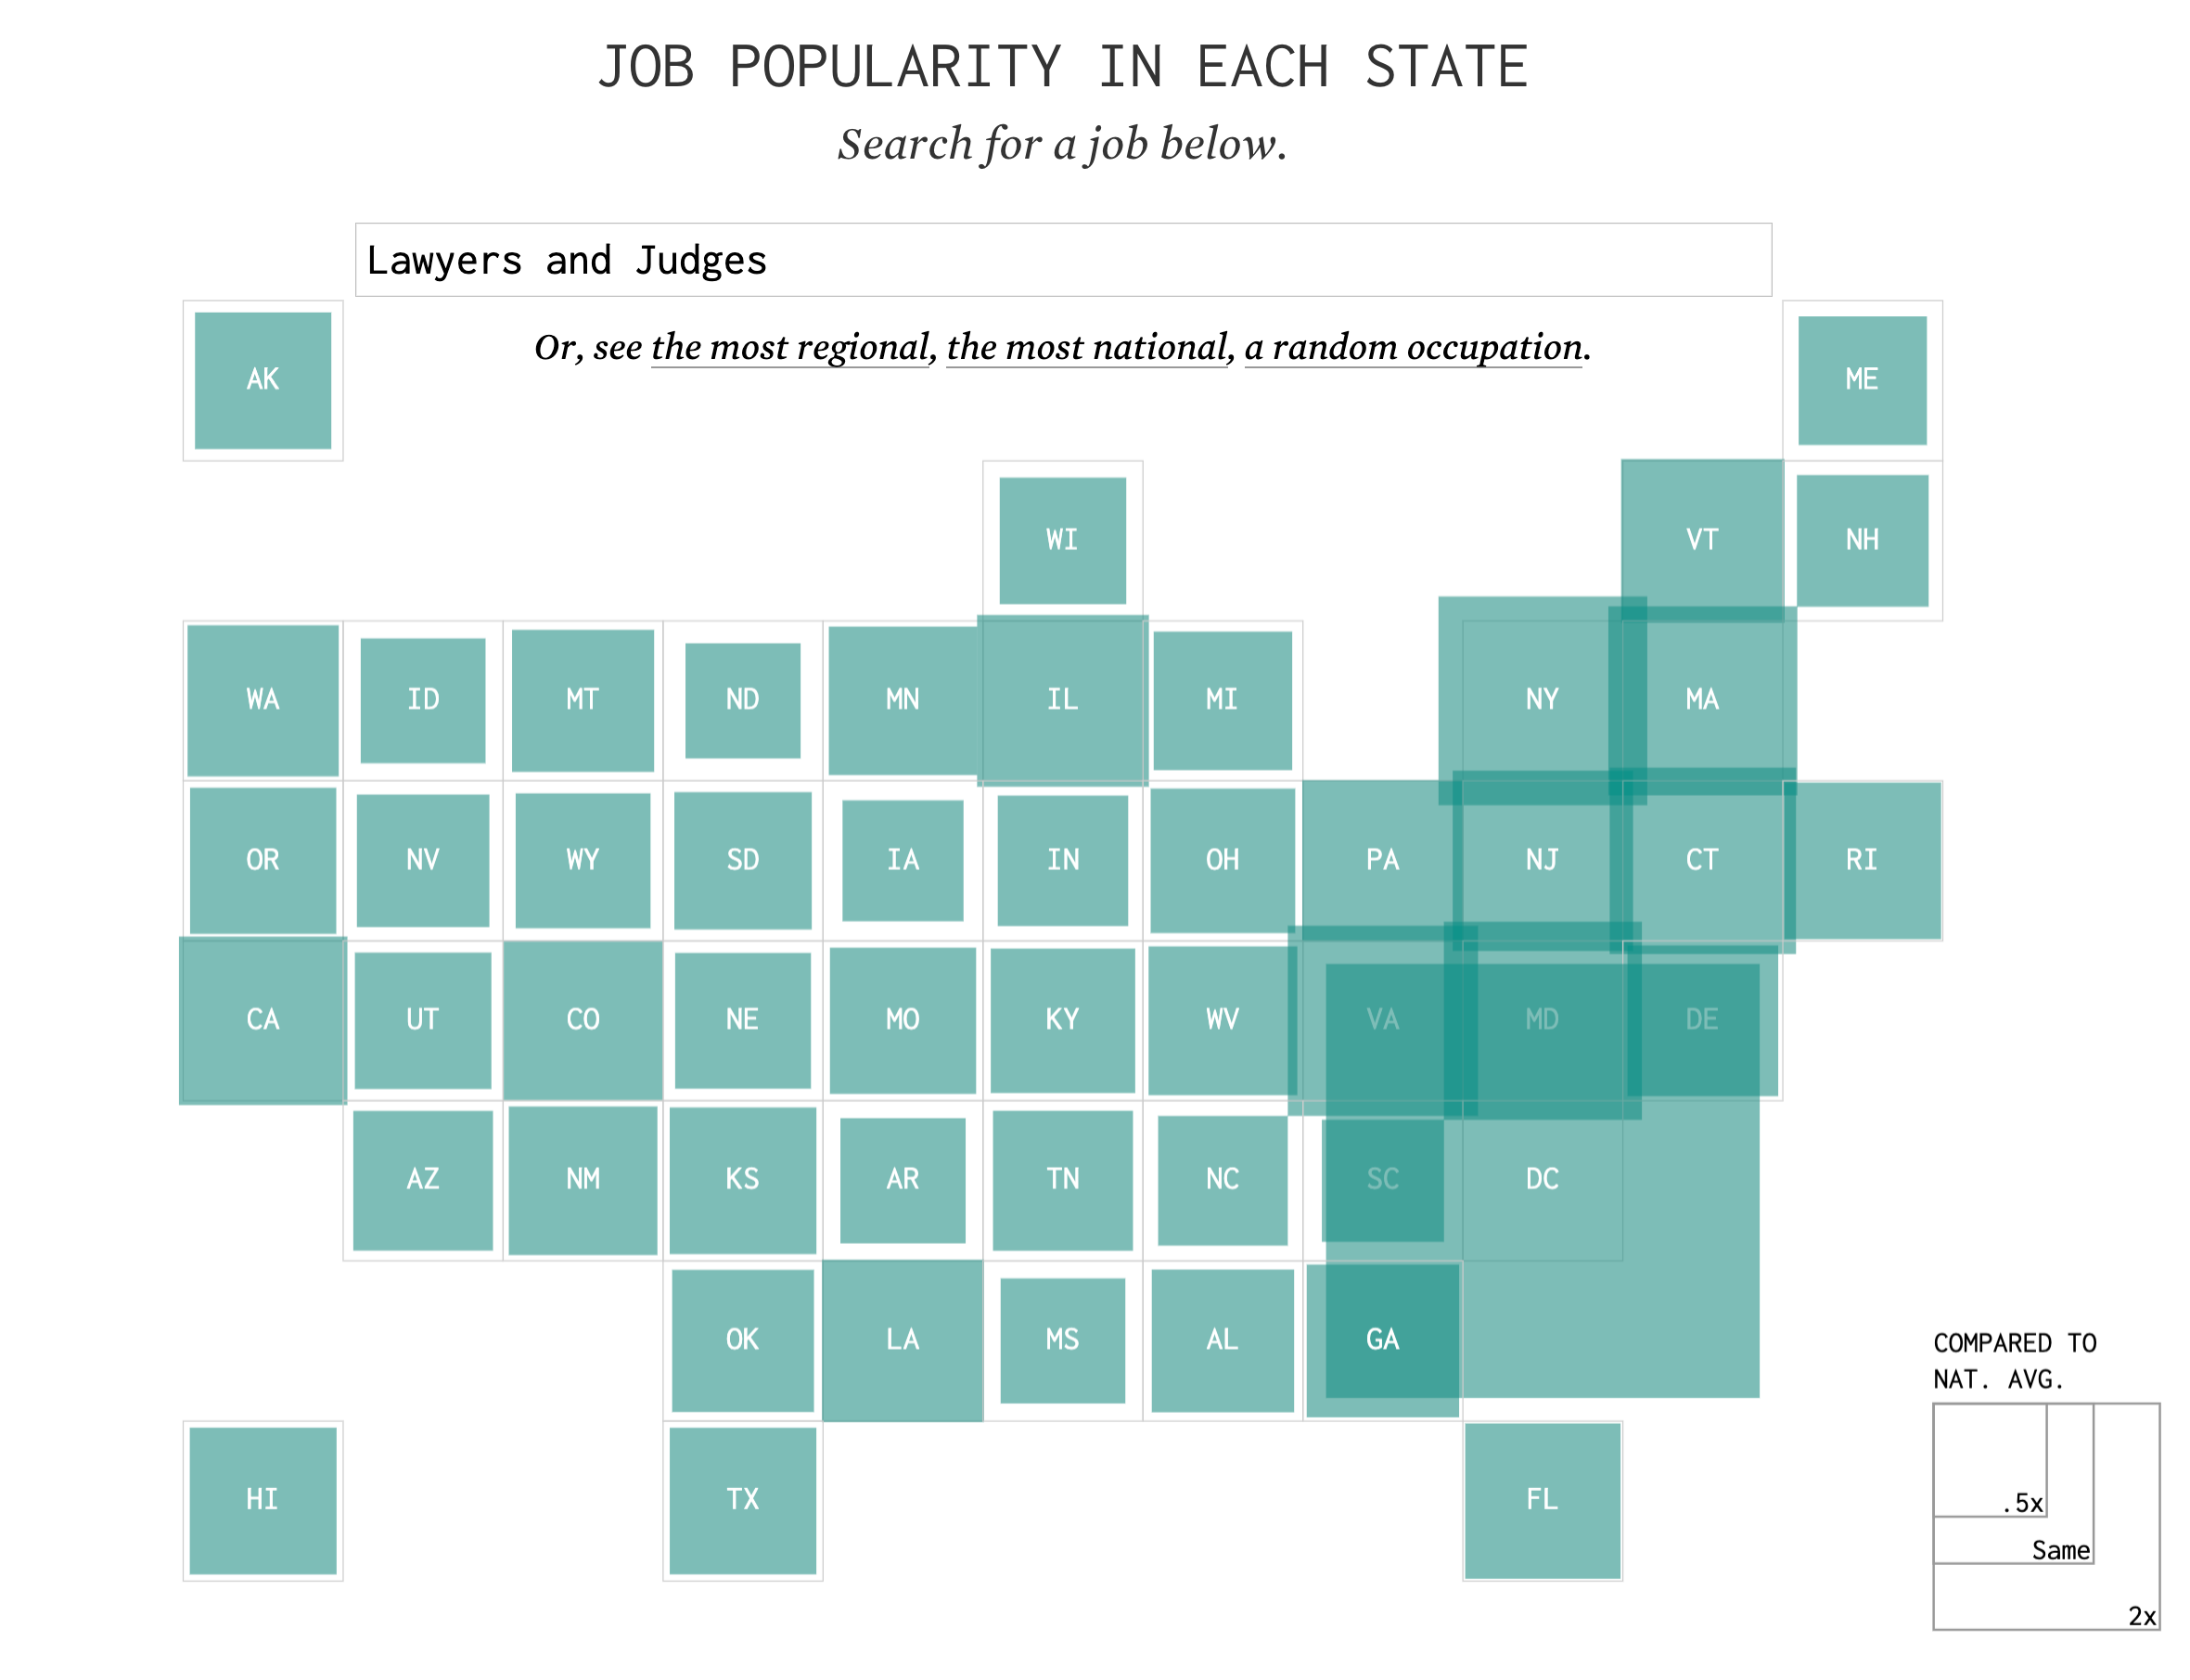 JOB POPULARITY IN EACH STATE
Search for a job below.
Lawyers and Judges
Or, see the most regional, the most national, a random occupation.
AK ME
WI VT NH
WA ID MT ND MN IL MI NY MA
OR NV WY SD IA IN OH PA NJ CT RI
CA UT CO NE MO KY WV VA MD DE
AZ NM KS AR TN NC SC DC
OK LA MS AL GA
HI TX FL
COMPARED TO
NAT. AVG.
.5x
Same
2x